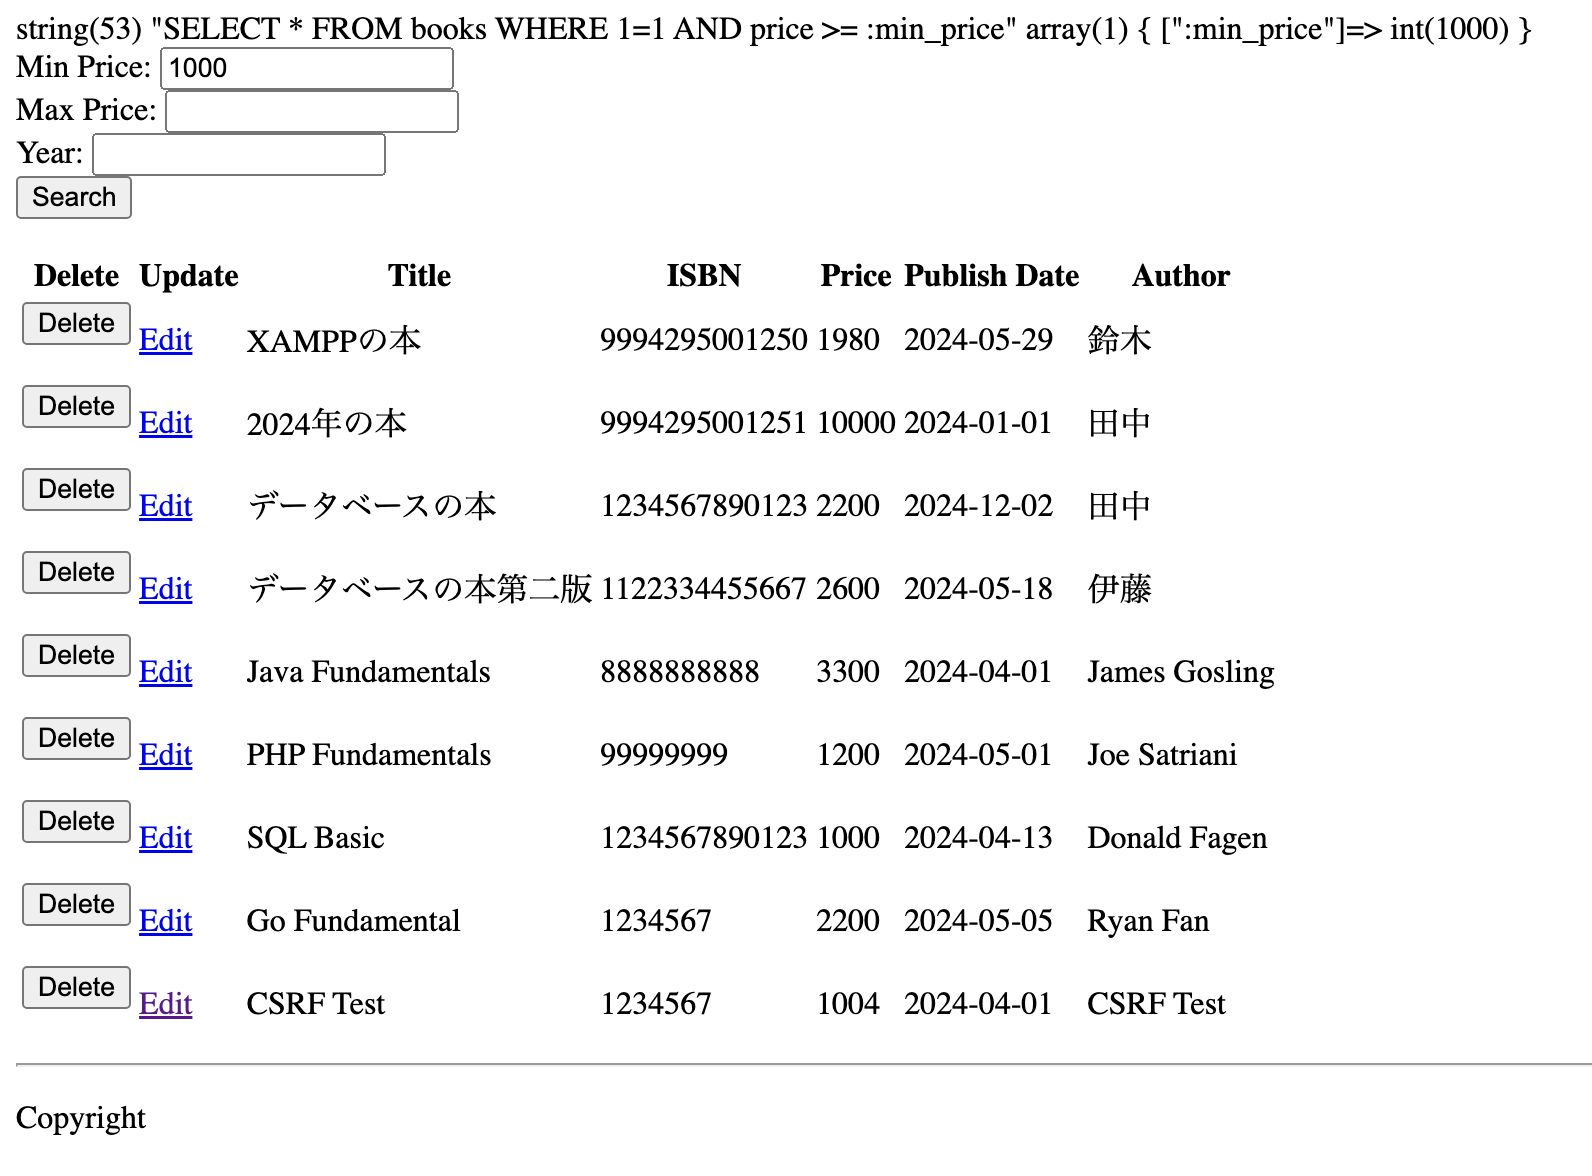 string(53) "SELECT * FROM books WHERE 1=1 AND price >= :min_price" array(1) { [":min_price"]=> int(1000) }
Min Price: 1000
Max Price:
Year:
Search
Delete Update Title ISBN Price Publish Date Author
Delete Edit XAMPPの本 9994295001250 1980 2024-05-29 鈴木
Delete Edit 2024年の本 9994295001251 10000 2024-01-01 田中
Delete Edit データベースの本 1234567890123 2200 2024-12-02 田中
Delete Edit データベースの本第二版 1122334455667 2600 2024-05-18 伊藤
Delete Edit Java Fundamentals 8888888888 3300 2024-04-01 James Gosling
Delete Edit PHP Fundamentals 99999999 1200 2024-05-01 Joe Satriani
Delete Edit SQL Basic 1234567890123 1000 2024-04-13 Donald Fagen
Delete Edit Go Fundamental 1234567 2200 2024-05-05 Ryan Fan
Delete Edit CSRF Test 1234567 1004 2024-04-01 CSRF Test
Copyright